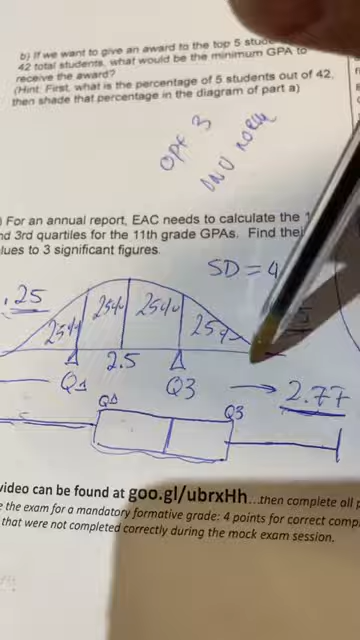 b) If we want to give an award to the top 5 stude
42 total students, what would be the minimum GPA to
receive the award?
(Hint: First, what is the percentage of 5 students out of 42,
then shade that percentage in the diagram of part a)
3
For an annual report, EAC needs to calculate the 1
nd 3rd quartiles for the 11th grade GPAs. Find thei
lues to 3 significant figures.
SD = 4
.25
25% 25% 25% 25%
Q1 2.5 Q3
2.77
Q1 Q3
video can be found at goo.gl/ubrxHh...then complete all p
e the exam for a mandatory formative grade: 4 points for correct comp
that were not completed correctly during the mock exam session.